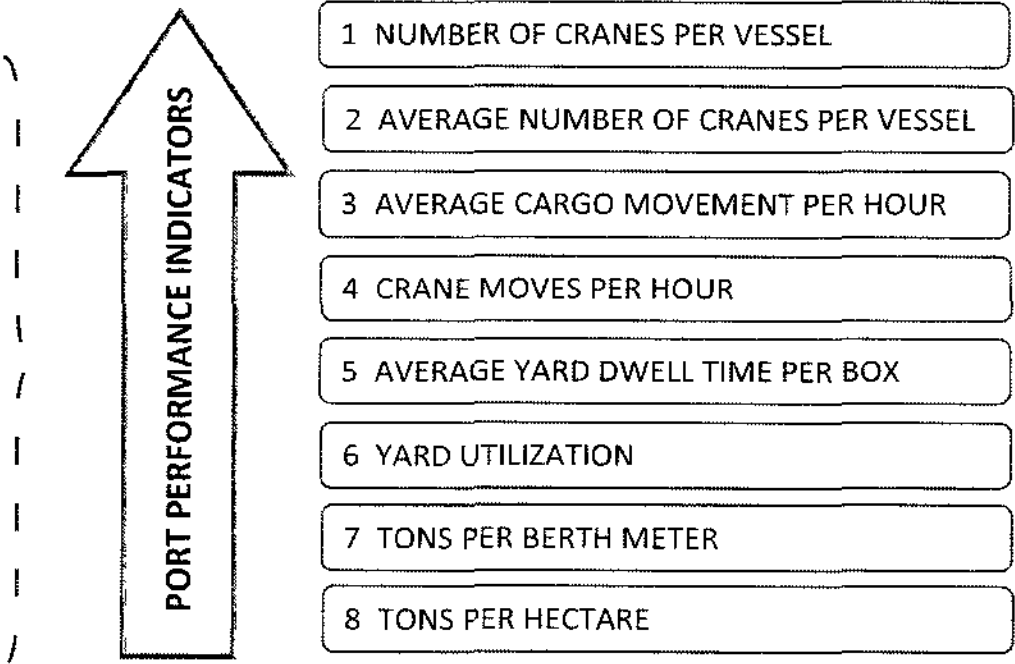 PORT PERFORMANCE INDICATORS
1 NUMBER OF CRANES PER VESSEL
2 AVERAGE NUMBER OF CRANES PER VESSEL
3 AVERAGE CARGO MOVEMENT PER HOUR
4 CRANE MOVES PER HOUR
5 AVERAGE YARD DWELL TIME PER BOX
6 YARD UTILIZATION
7 TONS PER BERTH METER
8 TONS PER HECTARE